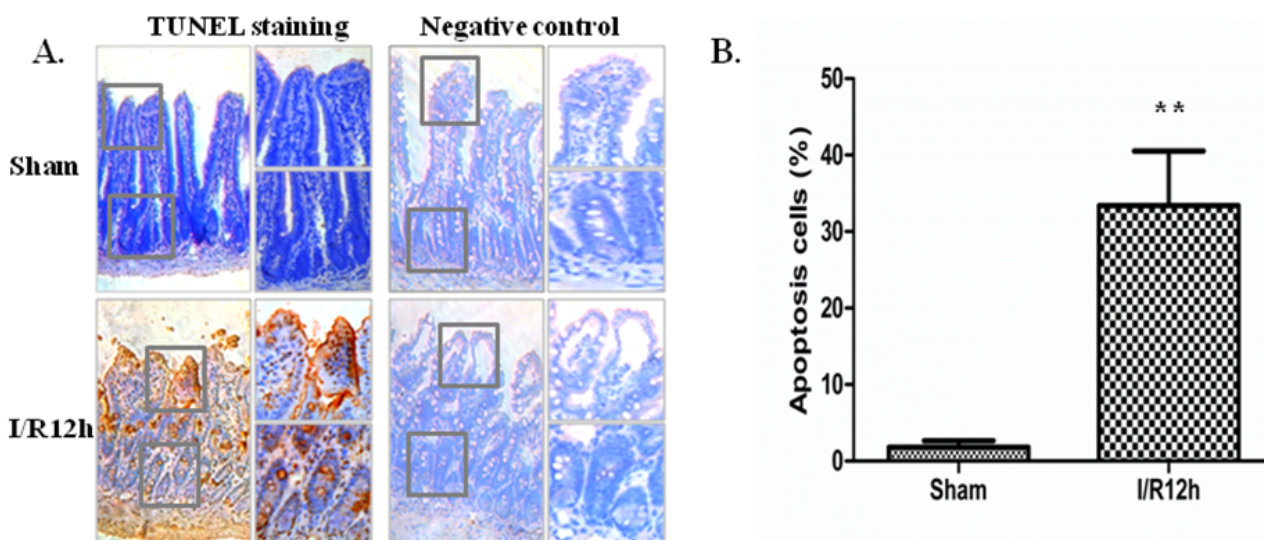 A.
TUNEL staining
Negative control
Sham
I/R12h
B.
Apoptosis cells (%)
50
40
30
20
10
0
**
Sham
I/R12h